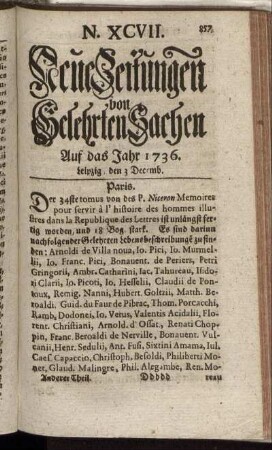 N. XCVII. 857
Neue Zeitungen
von
Gelehrten Sachen
Auf das Jahr 1736.
Leipzig, den 3 Decemb.
Paris.
Der 34ste tomus von des P. Niceron Memoires
pour servir à l' histoire des hommes illu-
stres dans la Republique des Lettres ist unlängst fer-
tig worden, und 18 Bog. stark. Es sind darinn
nachfolgender Gelehrten Lebensbeschreibungē zu fin-
den: Arnoldi de Villa noua, Io. Pici, Io. Murmel-
lii, Io. Franc. Pici, Bonauent. de Periers, Petri
Gringorii, Ambr. Catharini, Iac. Tahureau, Isido-
ri Clarii, Io. Picoti, Io. Hesselii, Claudii de Pon-
toux, Remig. Nanni, Hubert Goltzii, Matth. Be-
roaldi, Guid. du Faur de Pibrac, Thom. Porcacchi,
Ramb, Dodonei, Io. Vetus, Valentis Acidalii, Flo-
rent. Christiani, Arnold. d' Ossat, Renati Chop-
pin, Franc. Beroaldi de Nerville, Bonauent. Vul-
canii, Henr. Sedulii, Ann. Fusi, Sixtini Amama, Iul.
Caes. Capaccio, Christoph. Besoldi, Philiberti Mo-
net, Glaud. Malingre, Phil. Alegambe, Ren. Mo-
Anderer Theil. Ddddd reau